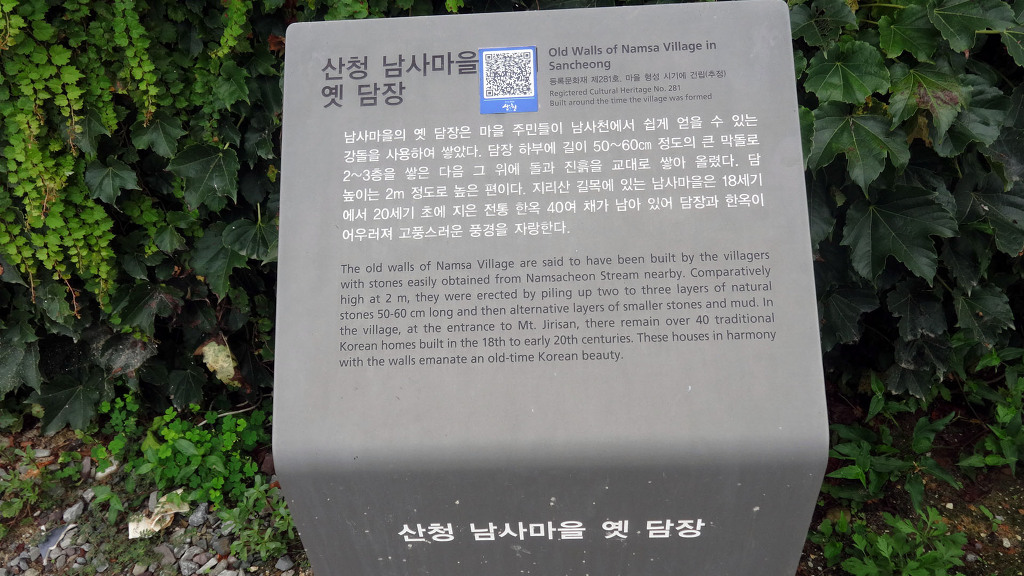 산청 남사마을
옛 담장
Old Walls of Namsa Village in
Sancheong
등록문화재 제281호, 마을 형성 시기에 건립(추정)
Registered Cultural Heritage No. 281
Built around the time the village was formed
남사마을의 옛 담장은 마을 주민들이 남사천에서 쉽게 얻을 수 있는
강돌을 사용하여 쌓았다. 담장 하부에 길이 50~60㎝ 정도의 큰 막돌로
2~3층을 쌓은 다음 그 위에 돌과 진흙을 교대로 쌓아 올렸다. 담
높이는 2m 정도로 높은 편이다. 지리산 길목에 있는 남사마을은 18세기
에서 20세기 초에 지은 전통 한옥 40여 채가 남아 있어 담장과 한옥이
어우러져 고풍스러운 풍경을 자랑한다.
The old walls of Namsa Village are said to have been built by the villagers
with stones easily obtained from Namsacheon Stream nearby. Comparatively
high at 2 m, they were erected by piling up two to three layers of natural
stones 50-60 cm long and then alternative layers of smaller stones and mud. In
the village, at the entrance to Mt. Jirisan, there remain over 40 traditional
Korean homes built in the 18th to early 20th centuries. These houses in harmony
with the walls emanate an old-time Korean beauty.
산청 남사마을 옛 담장